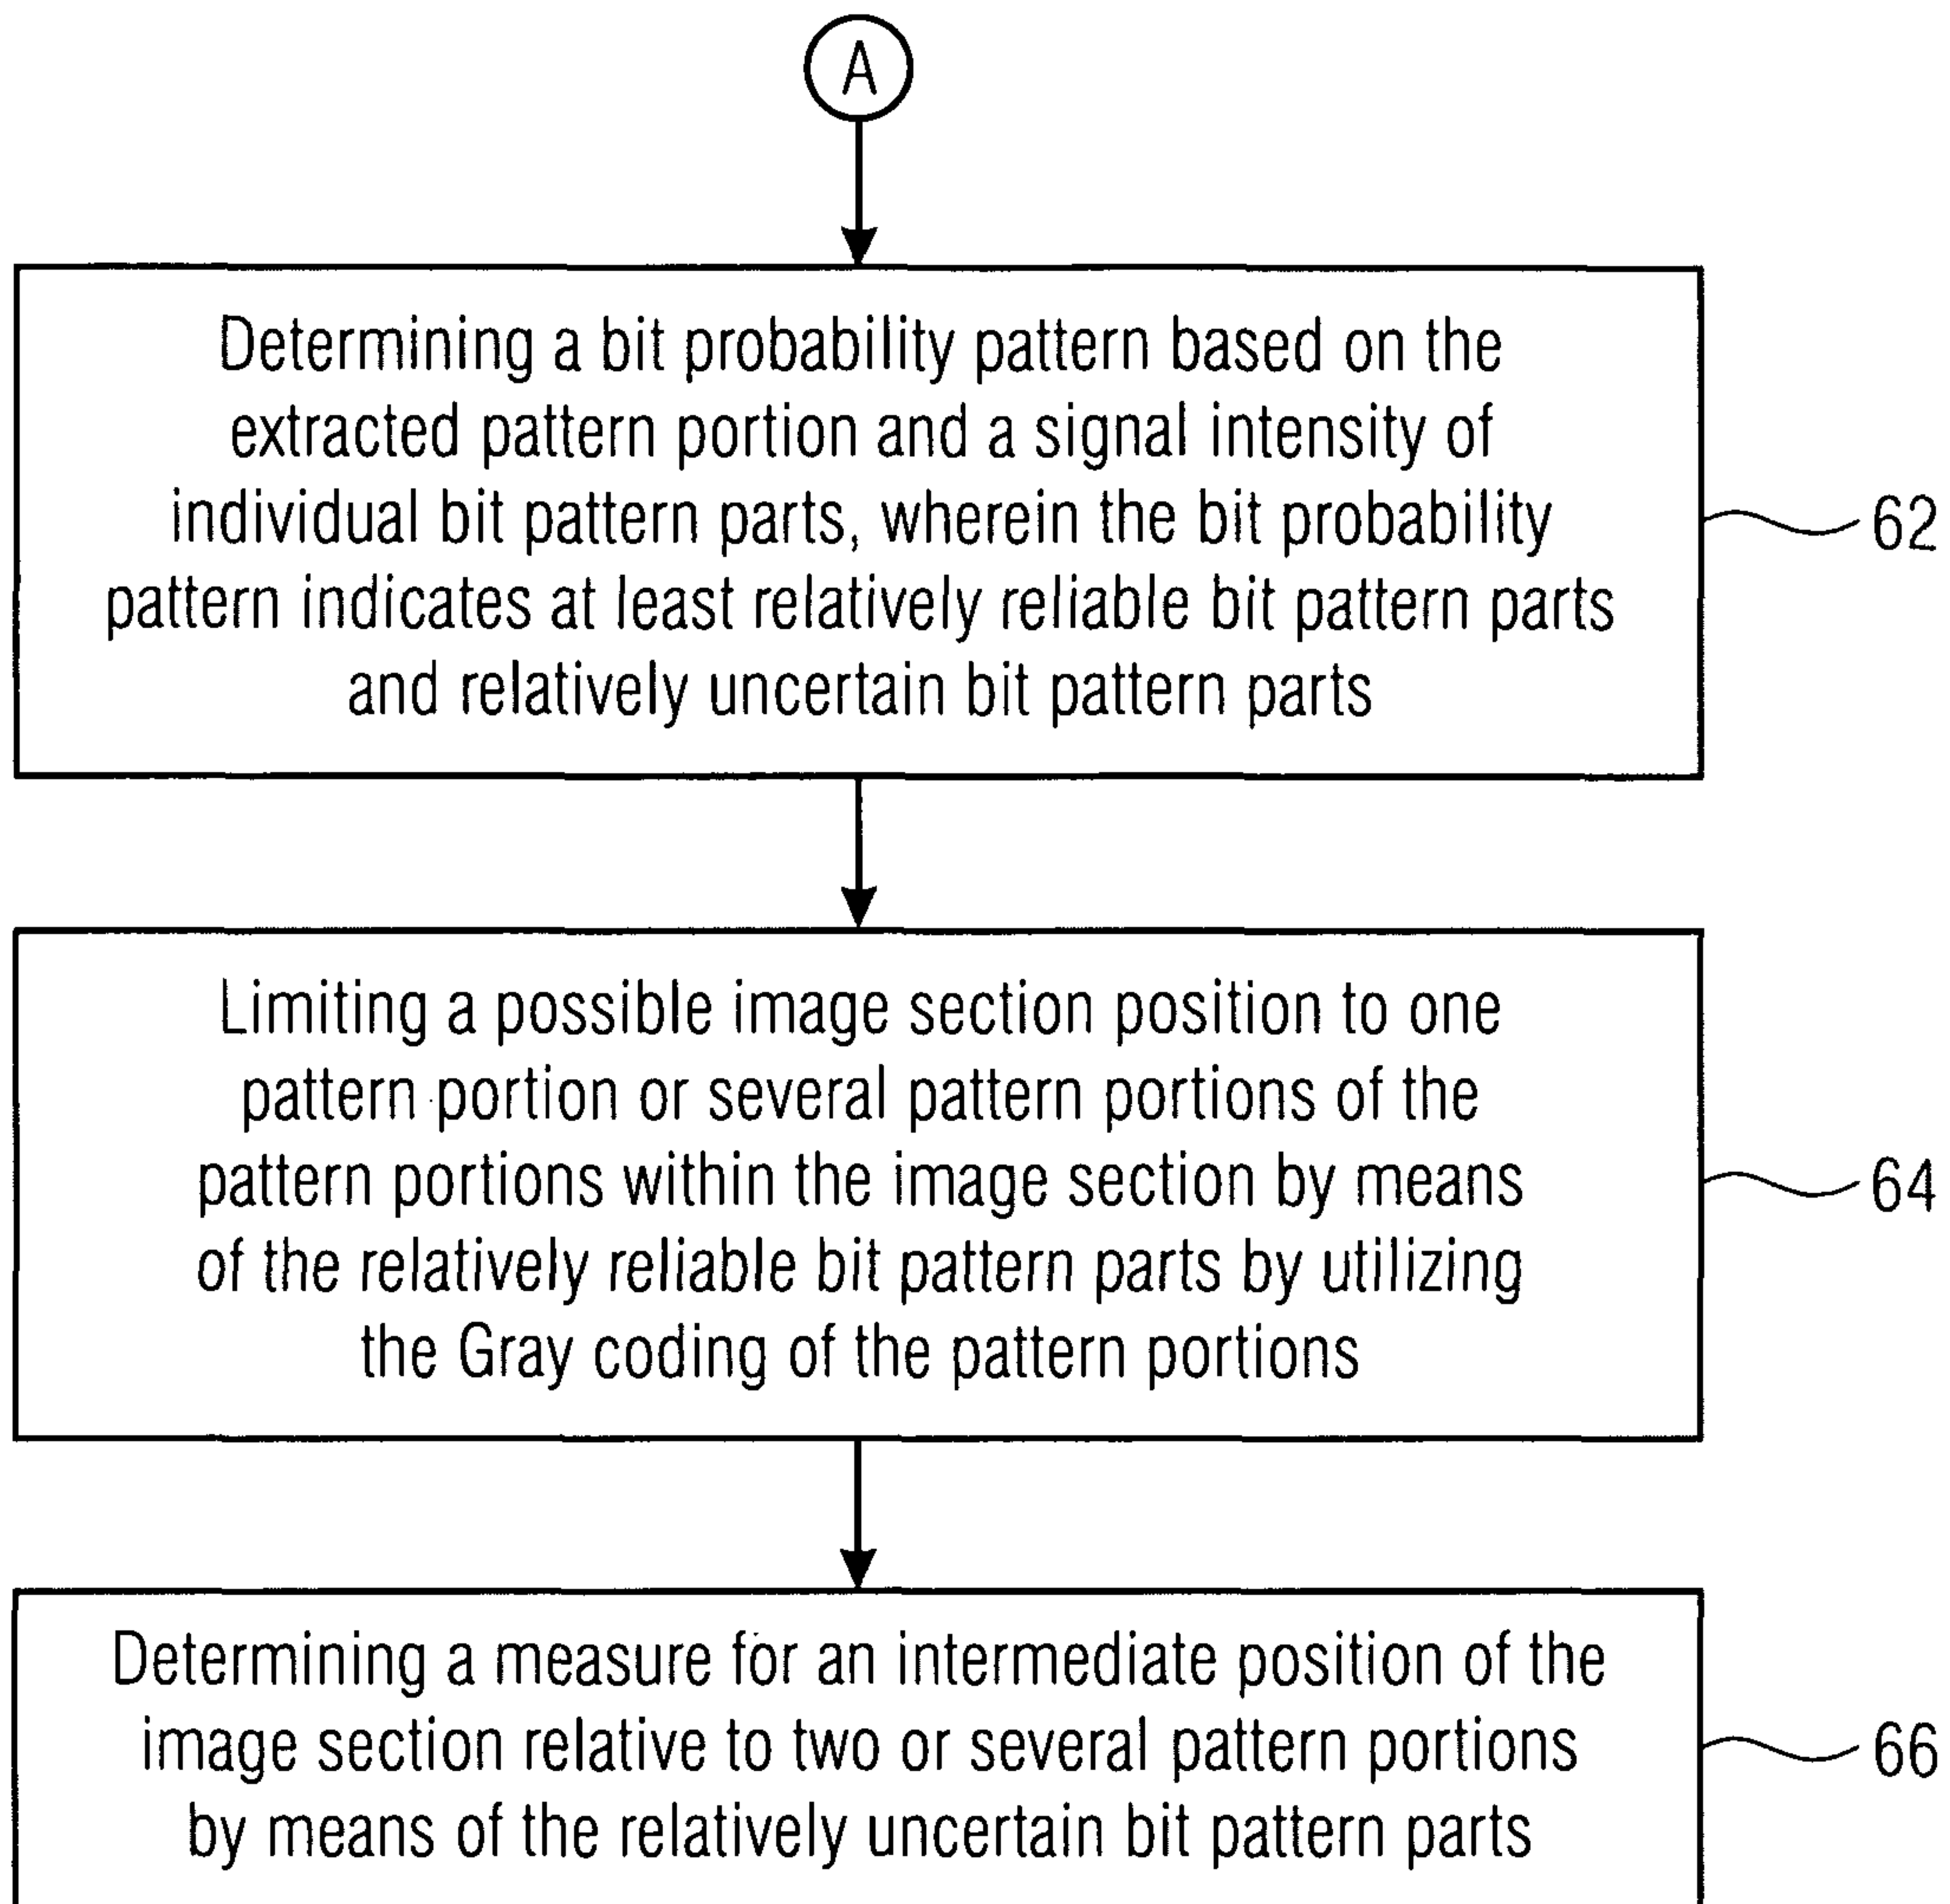 A
Determining a bit probability pattern based on the
extracted pattern portion and a signal intensity of
individual bit pattern parts, wherein the bit probability
pattern indicates at least relatively reliable bit pattern parts
and relatively uncertain bit pattern parts
62
Limiting a possible image section position to one
pattern portion or several pattern portions of the
pattern portions within the image section by means
of the relatively reliable bit pattern parts by utilizing
the Gray coding of the pattern portions
64
Determining a measure for an intermediate position of the
image section relative to two or several pattern portions
by means of the relatively uncertain bit pattern parts
66